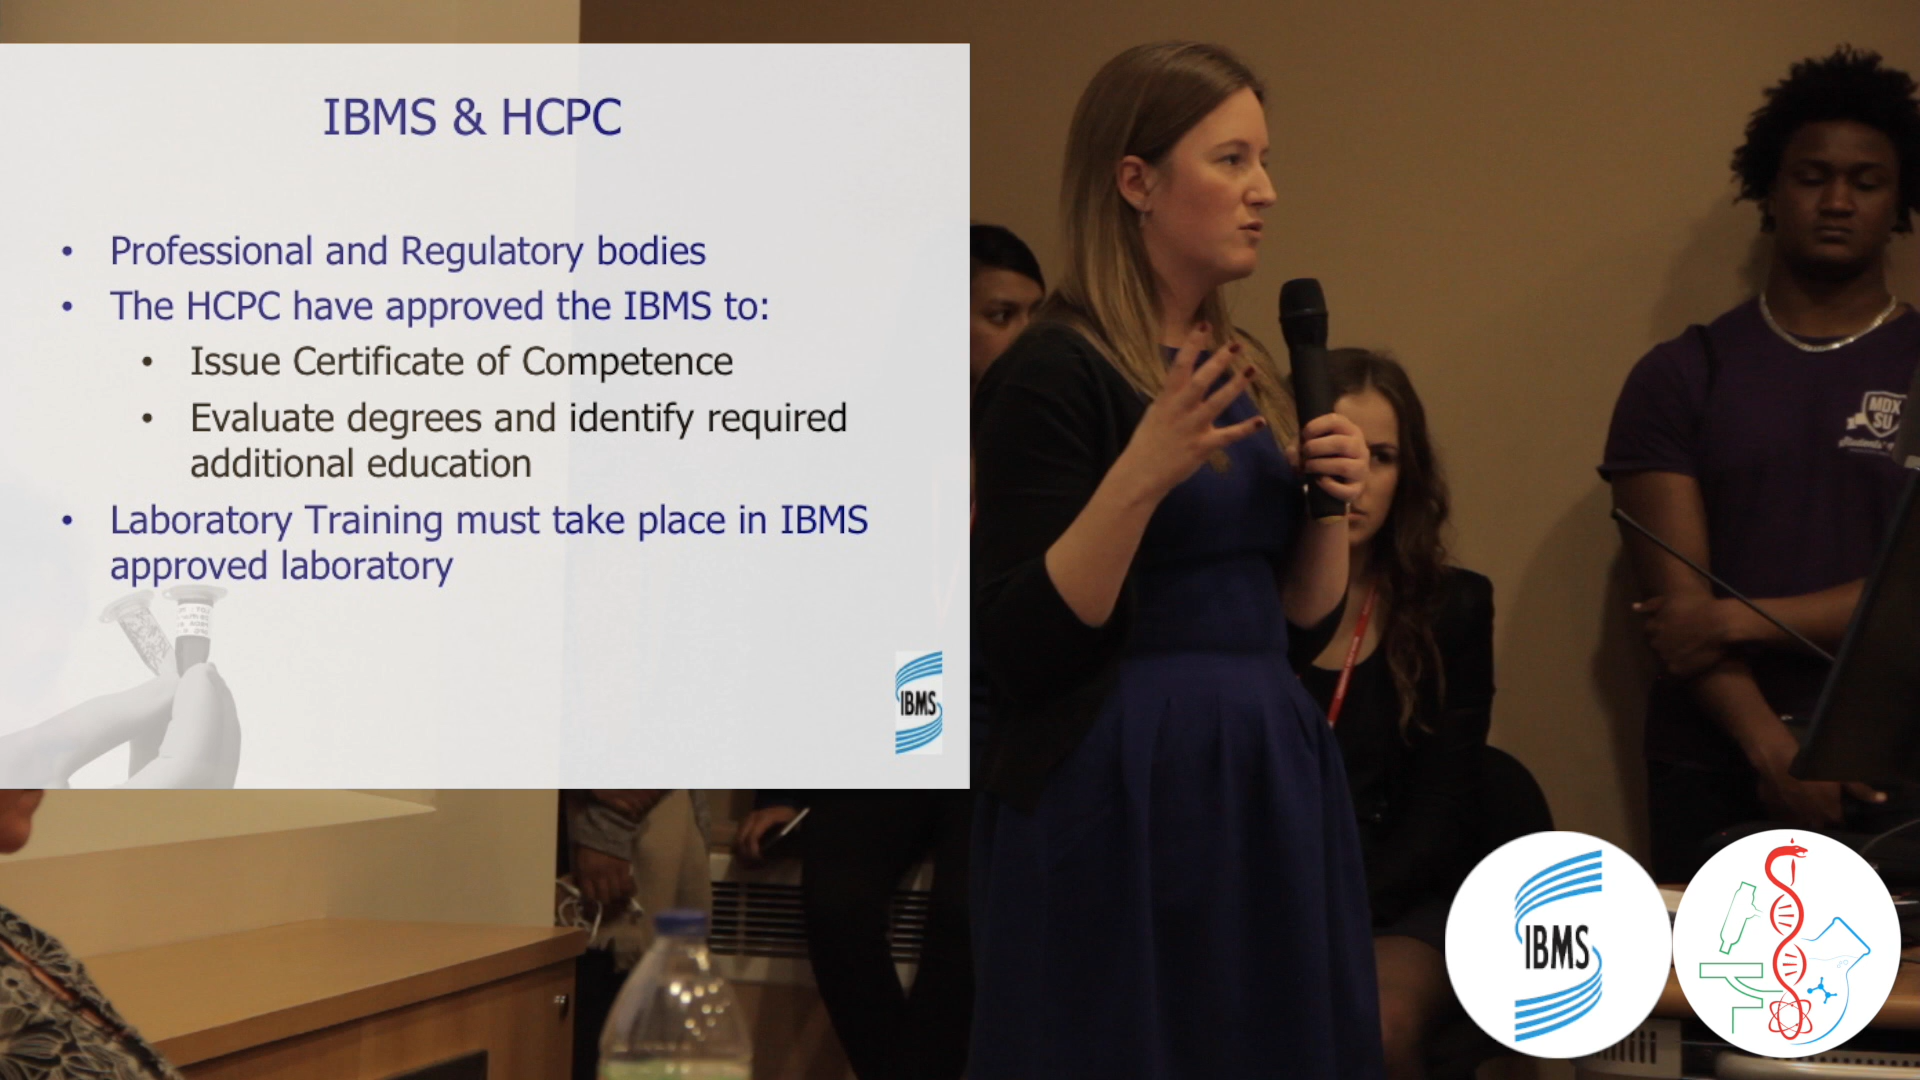 IBMS & HCPC
• Professional and Regulatory bodies
• The HCPC have approved the IBMS to:
• Issue Certificate of Competence
• Evaluate degrees and identify required
additional education
• Laboratory Training must take place in IBMS
approved laboratory
IBMS
MDX
SU
IBMS